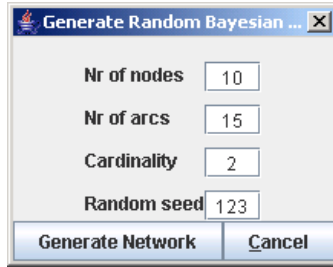 Generate Random Bayesian ...
Nr of nodes 10
Nr of arcs 15
Cardinality 2
Random seed 123
Generate Network Cancel